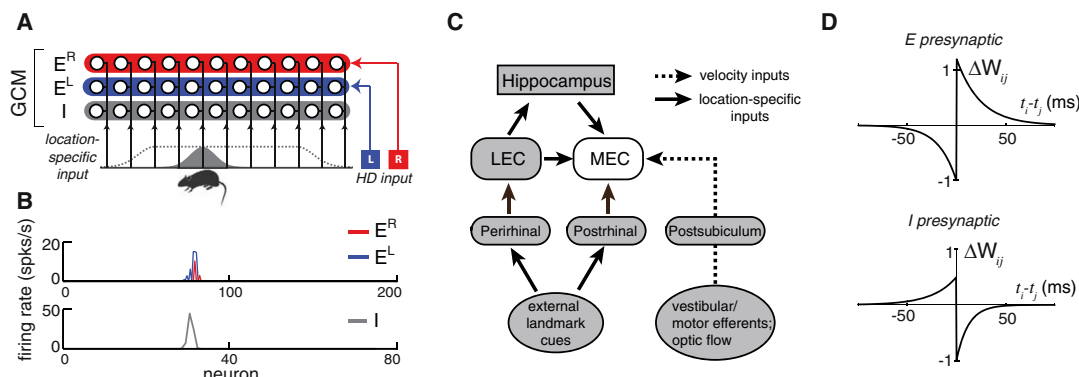 A
GCM
E^R
E^L
I
location-
specific
input
L
R
HD input
B
firing rate (spks/s)
20
0
E^R
E^L
0
100
200
50
0
I
0
40
80
neuron
C
Hippocampus
velocity inputs
location-specific
inputs
LEC
MEC
Perirhinal
Postrhinal
Postsubiculum
external
landmark
cues
vestibular/
motor efferents;
optic flow
D
E presynaptic
1
ΔW_ij
t_i-t_j (ms)
-50
50
-1
I presynaptic
1
ΔW_ij
t_i-t_j (ms)
-50
50
-1